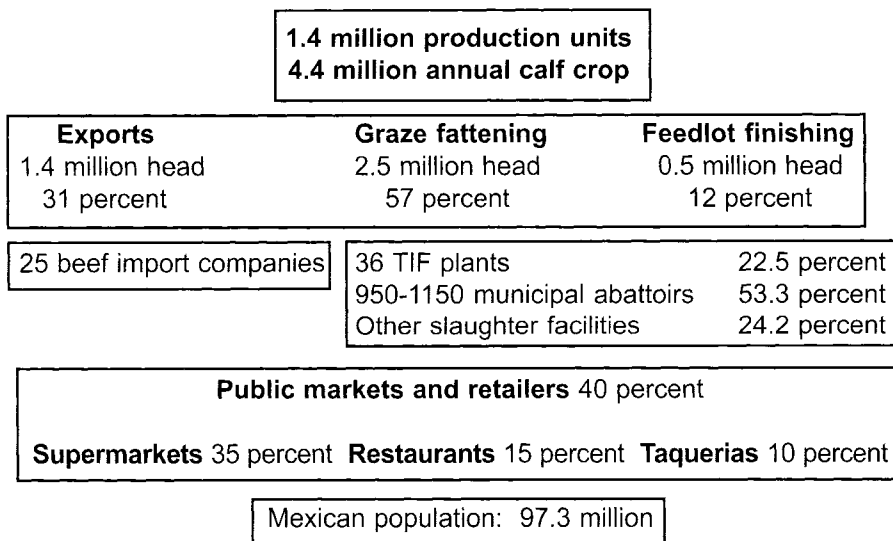 1.4 million production units
4.4 million annual calf crop
Exports Graze fattening Feedlot finishing
1.4 million head 2.5 million head 0.5 million head
31 percent 57 percent 12 percent
25 beef import companies
36 TIF plants 22.5 percent
950-1150 municipal abattoirs 53.3 percent
Other slaughter facilities 24.2 percent
Public markets and retailers 40 percent
Supermarkets 35 percent Restaurants 15 percent Taquerias 10 percent
Mexican population: 97.3 million